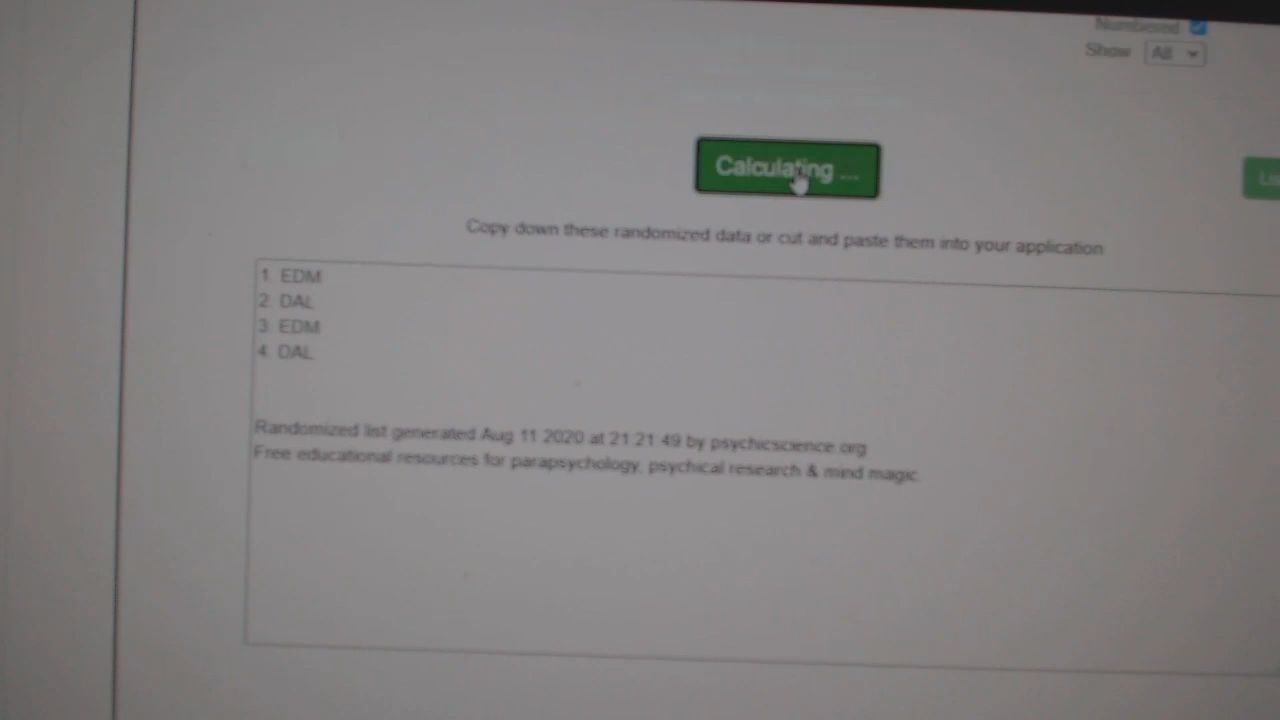 Numbered
Show All
Calculating ...
Copy down these randomized data or cut and paste them into your application
1. EDM
2. DAL
3. EDM
4. DAL
Randomized list generated Aug 11 2020 at 21:21:49 by psychicscience.org
Free educational resources for parapsychology, psychical research & mind magic.